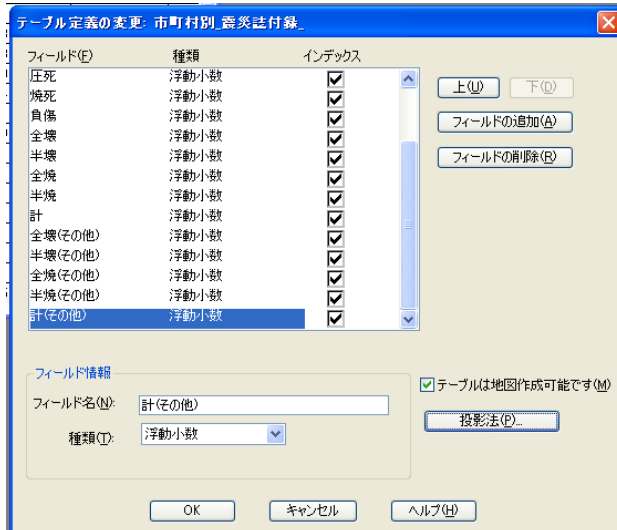 テーブル定義の変更: 市町村別_震災誌付録_
フィールド(F) 種類 インデックス
圧死 浮動小数
焼死 浮動小数
負傷 浮動小数
全壊 浮動小数
半壊 浮動小数
全焼 浮動小数
半焼 浮動小数
計 浮動小数
全壊(その他) 浮動小数
半壊(その他) 浮動小数
全焼(その他) 浮動小数
半焼(その他) 浮動小数
計(その他) 浮動小数
上(U) 下(D)
フィールドの追加(A)
フィールドの削除(R)
フィールド情報
フィールド名(N): 計(その他)
種類(T): 浮動小数
テーブルは地図作成可能です(M)
投影法(P)...
OK キャンセル ヘルプ(H)